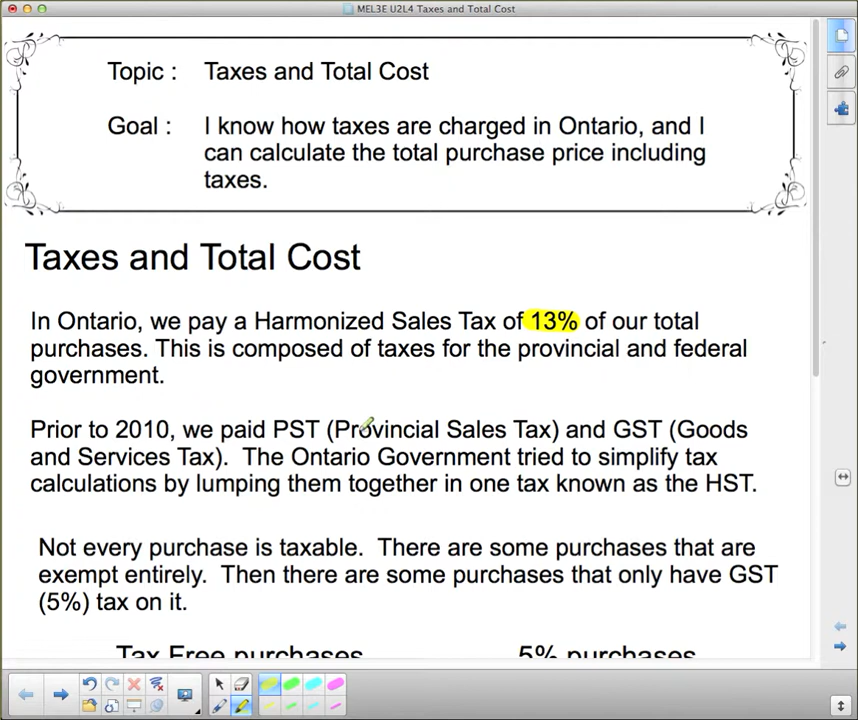 MEL3E U2L4 Taxes and Total Cost
Topic : Taxes and Total Cost
Goal : I know how taxes are charged in Ontario, and I
can calculate the total purchase price including
taxes.
Taxes and Total Cost
In Ontario, we pay a Harmonized Sales Tax of 13% of our total
purchases. This is composed of taxes for the provincial and federal
government.
Prior to 2010, we paid PST (Provincial Sales Tax) and GST (Goods
and Services Tax). The Ontario Government tried to simplify tax
calculations by lumping them together in one tax known as the HST.
Not every purchase is taxable. There are some purchases that are
exempt entirely. Then there are some purchases that only have GST
(5%) tax on it.
Tax Free purchases 5% purchases